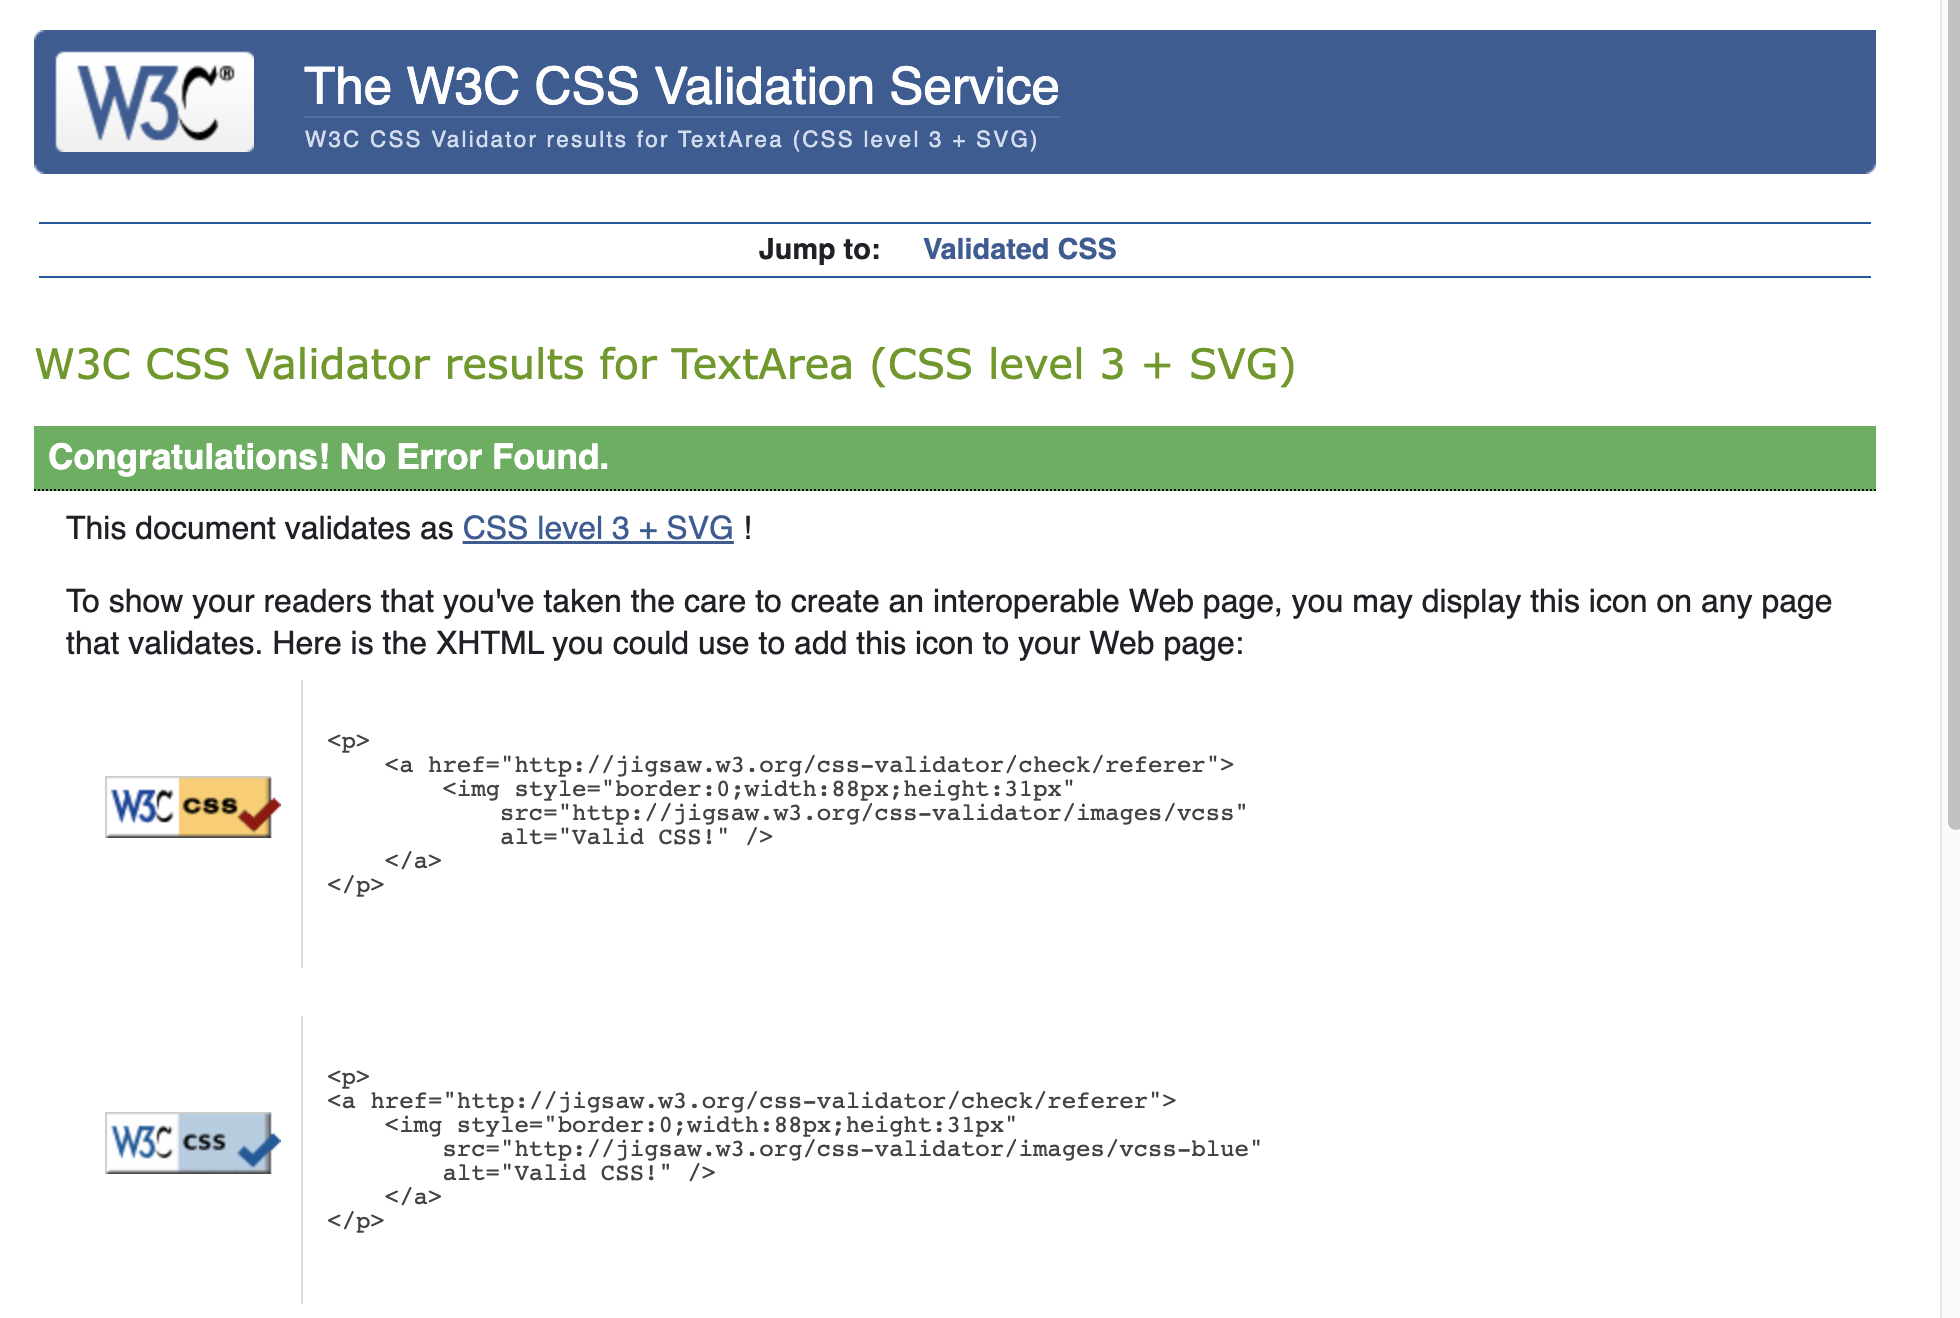 W3C®
The W3C CSS Validation Service
W3C CSS Validator results for TextArea (CSS level 3 + SVG)
Jump to: Validated CSS
W3C CSS Validator results for TextArea (CSS level 3 + SVG)
Congratulations! No Error Found.
This document validates as CSS level 3 + SVG !
To show your readers that you've taken the care to create an interoperable Web page, you may display this icon on any page
that validates. Here is the XHTML you could use to add this icon to your Web page:
W3C css
<p>
    <a href="http://jigsaw.w3.org/css-validator/check/referer">
        <img style="border:0;width:88px;height:31px"
            src="http://jigsaw.w3.org/css-validator/images/vcss"
            alt="Valid CSS!" />
    </a>
</p>
W3C css
<p>
<a href="http://jigsaw.w3.org/css-validator/check/referer">
    <img style="border:0;width:88px;height:31px"
        src="http://jigsaw.w3.org/css-validator/images/vcss-blue"
        alt="Valid CSS!" />
    </a>
</p>